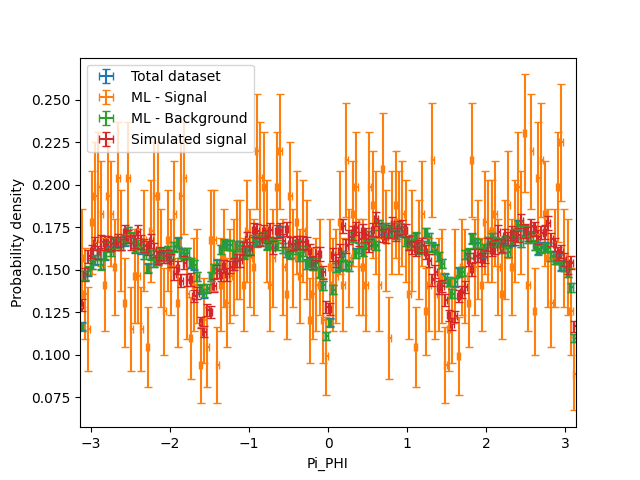 Total dataset
ML - Signal
ML - Background
Simulated signal
Probability density
0.250
0.225
0.200
0.175
0.150
0.125
0.100
0.075
−3 −2 −1 0 1 2 3
Pi_PHI